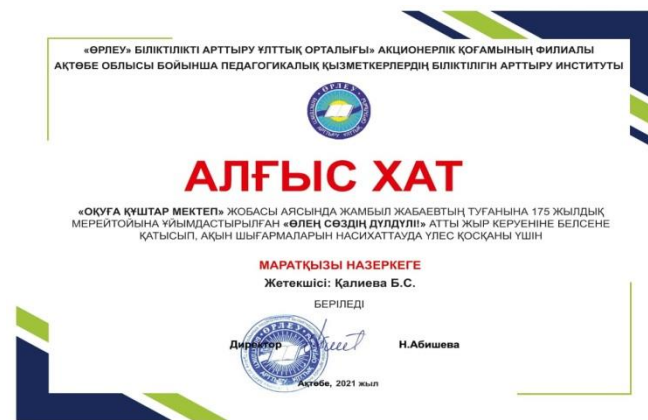 «ӨРЛЕУ» БІЛІКТІЛІКТІ АРТТЫРУ ҰЛТТЫҚ ОРТАЛЫҒЫ» АКЦИОНЕРЛІК ҚОҒАМЫНЫҢ ФИЛИАЛЫ
АҚТӨБЕ ОБЛЫСЫ БОЙЫНША ПЕДАГОГИКАЛЫҚ ҚЫЗМЕТКЕРЛЕРДІҢ БІЛІКТІЛІГІН АРТТЫРУ ИНСТИТУТЫ
ӨРЛЕУ
АЛҒЫС ХАТ
«ОҚУҒА ҚҰШТАР МЕКТЕП» ЖОБАСЫ АЯСЫНДА ЖАМБЫЛ ЖАБАЕВТЫҢ ТУҒАНЫНА 175 ЖЫЛДЫҚ
МЕРЕЙТОЙЫНА ҰЙЫМДАСТЫРЫЛҒАН «ӨЛЕҢ СӨЗДІҢ ДҮЛДҮЛІ!» АТТЫ ЖЫР КЕРУЕНІНЕ БЕЛСЕНЕ
ҚАТЫСЫП, АҚЫН ШЫҒАРМАЛАРЫН НАСИХАТТАУДА ҮЛЕС ҚОСҚАНЫ ҮШІН
МАРАТҚЫЗЫ НАЗЕРКЕГЕ
Жетекшісі: Қалиева Б.С.
БЕРІЛЕДІ
Директор Н.Абишева
Ақтөбе, 2021 жыл